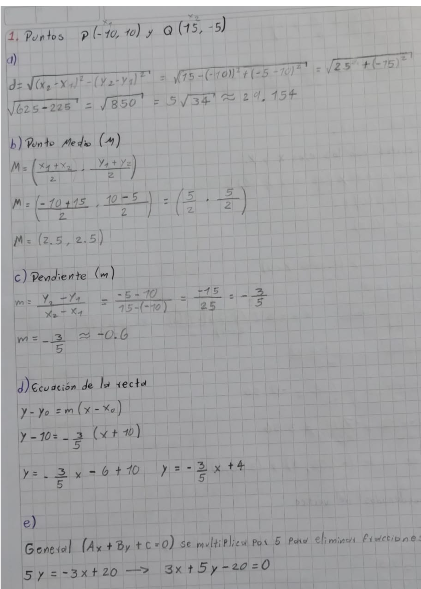 x₁ x₂
1. Puntos P(-10, 10) y Q(15, -5)
a)
d= √((x₂-x₁)² - (y₂-y₁)²) = √((15-(-10))² + (-5-10)²) = √(25² + (-15)²)
√(625-225) = √850 = 5√34 ≈ 29.154
b) Punto Medio (M)
M = ((x₁+x₂)/2 , (y₁+y₂)/2)
M = ((-10+15)/2 , (10-5)/2) = (5/2 , 5/2)
M = (2.5, 2.5)
c) Pendiente (m)
m = (y₂-y₁)/(x₂-x₁) = (-5-10)/(15-(-10)) = -15/25 = -3/5
m = -3/5 ≈ -0.6
d) Ecuación de la recta
y-y₀ = m(x-x₀)
y-10 = -3/5 (x+10)
y = -3/5 x - 6 + 10 y = -3/5 x + 4
e)
General (Ax + By + C = 0) se multiplica por 5 para eliminar fracciones
5y = -3x + 20 → 3x + 5y - 20 = 0